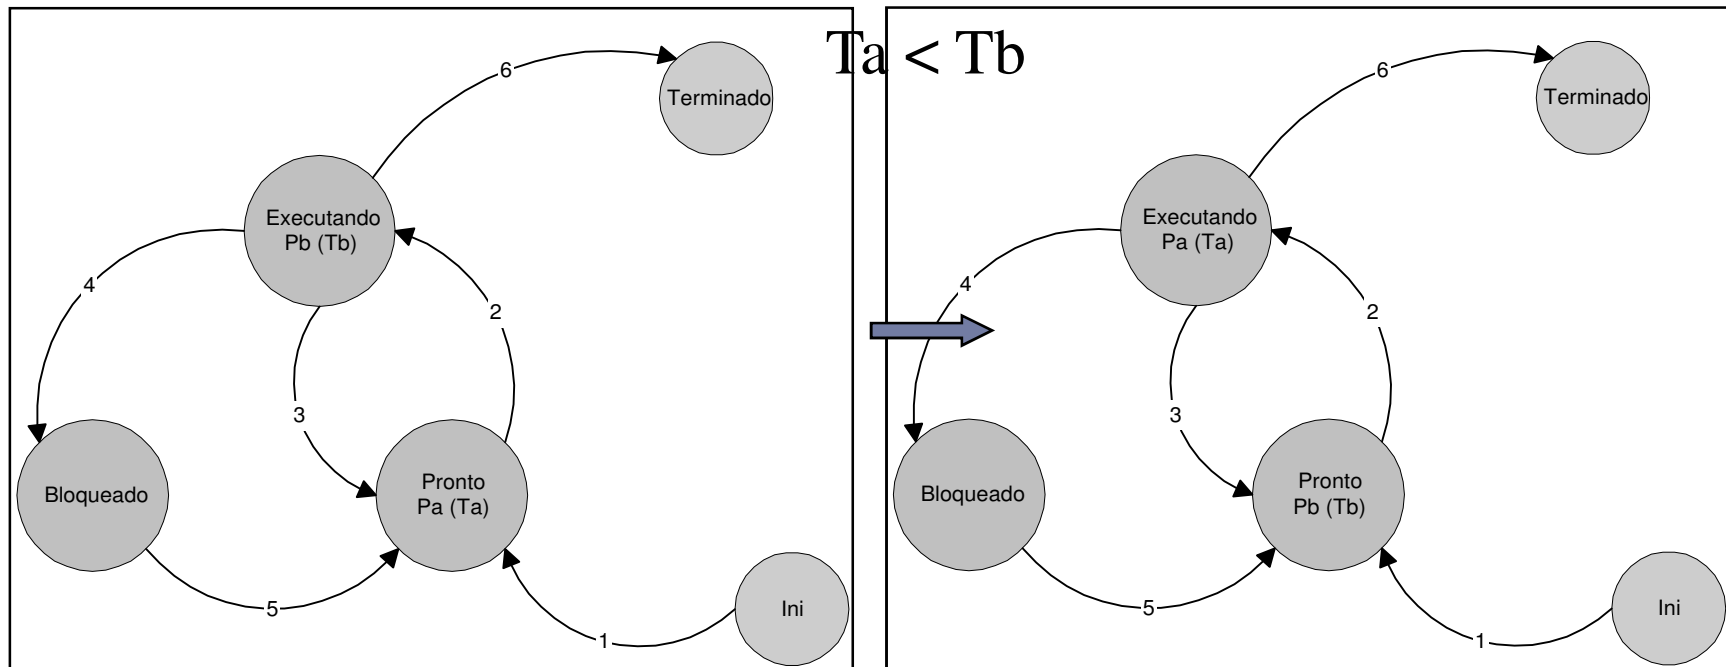 Ta < Tb
6
Terminado
Executando
Pb (Tb)
4
2
3
Bloqueado
Pronto
Pa (Ta)
5
1
Ini
6
Terminado
Executando
Pa (Ta)
4
2
3
Bloqueado
Pronto
Pb (Tb)
5
1
Ini